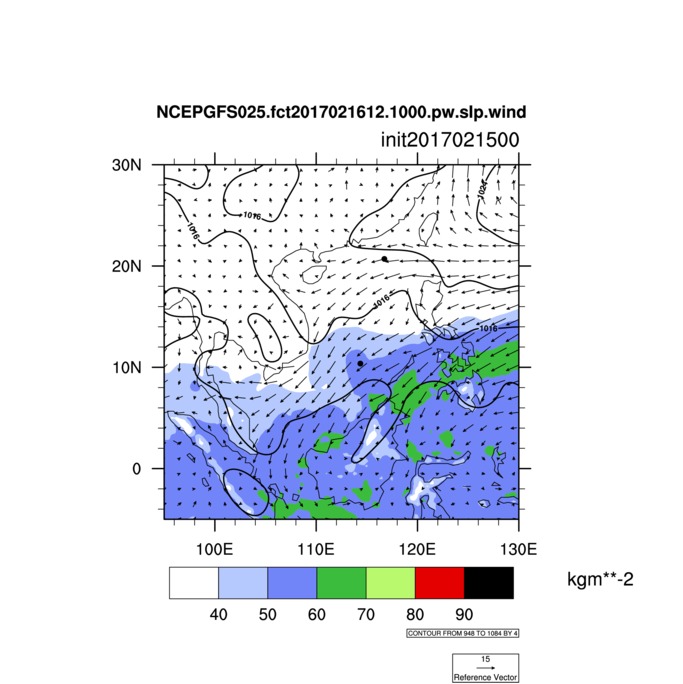 NCEPGFS025.fct2017021612.1000.pw.slp.wind
init2017021500
30N
20N
10N
0
1016
1016
1024
1016
1016
100E 110E 120E 130E
kgm**-2
40 50 60 70 80 90
CONTOUR FROM 948 TO 1084 BY 4
15
Reference Vector